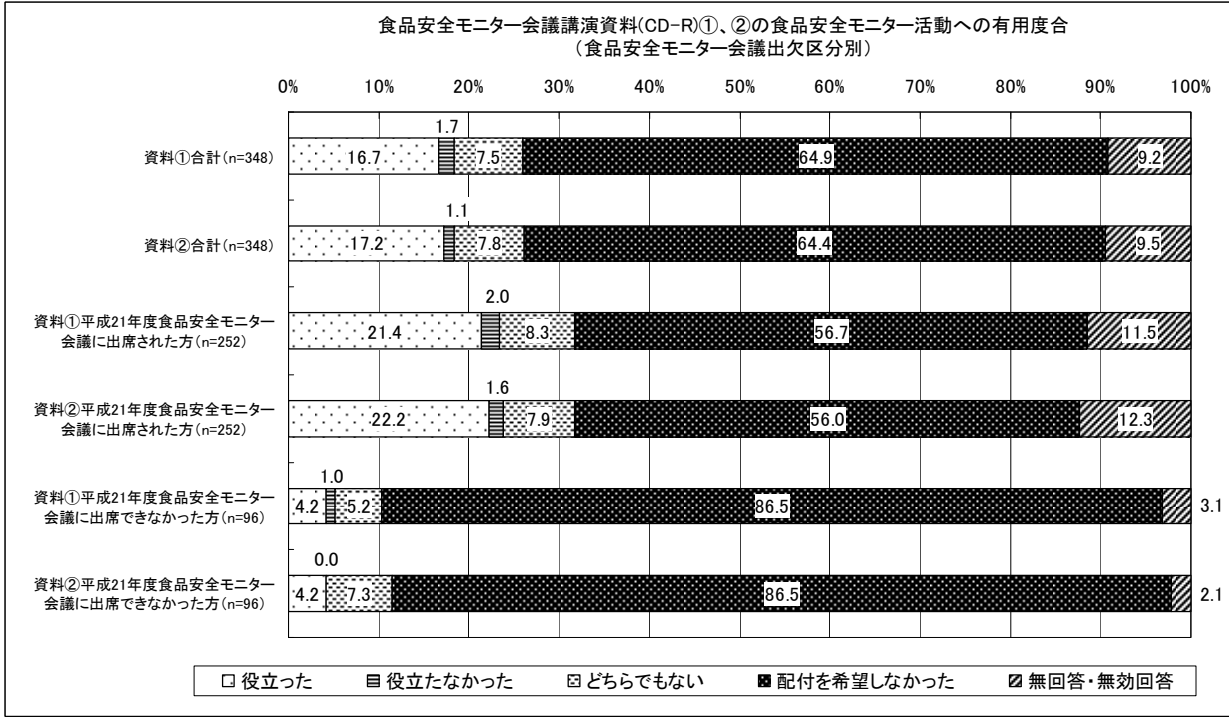 食品安全モニター会議講演資料(CD-R)①、②の食品安全モニター活動への有用度合
(食品安全モニター会議出欠区分別)
0% 10% 20% 30% 40% 50% 60% 70% 80% 90% 100%
1.7
資料①合計(n=348) 16.7 7.5 64.9 9.2
1.1
資料②合計(n=348) 17.2 7.8 64.4 9.5
2.0
資料①平成21年度食品安全モニター
会議に出席された方(n=252) 21.4 8.3 56.7 11.5
1.6
資料②平成21年度食品安全モニター
会議に出席された方(n=252) 22.2 7.9 56.0 12.3
1.0
資料①平成21年度食品安全モニター
会議に出席できなかった方(n=96) 4.2 5.2 86.5 3.1
0.0
資料②平成21年度食品安全モニター
会議に出席できなかった方(n=96) 4.2 7.3 86.5 2.1
役立った 役立たなかった どちらでもない 配付を希望しなかった 無回答・無効回答